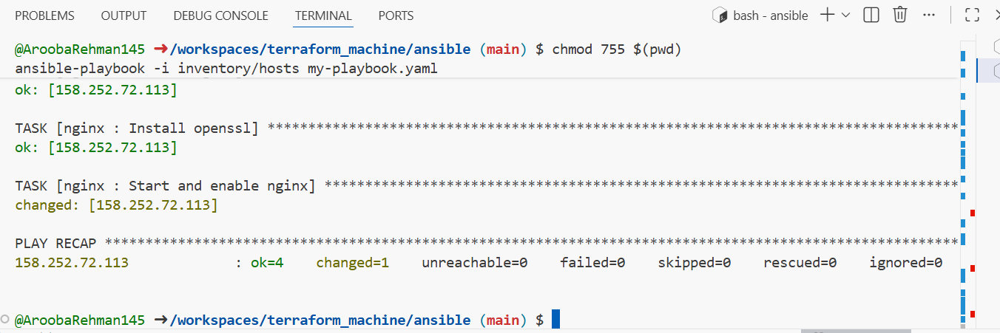 PROBLEMS OUTPUT DEBUG CONSOLE TERMINAL PORTS bash - ansible
@AroobaRehman145 ➜/workspaces/terraform_machine/ansible (main) $ chmod 755 $(pwd)
ansible-playbook -i inventory/hosts my-playbook.yaml
ok: [158.252.72.113]
TASK [nginx : Install openssl] *************************************************************************************
ok: [158.252.72.113]
TASK [nginx : Start and enable nginx] ******************************************************************************
changed: [158.252.72.113]
PLAY RECAP *********************************************************************************************************
158.252.72.113 : ok=4 changed=1 unreachable=0 failed=0 skipped=0 rescued=0 ignored=0
@AroobaRehman145 ➜/workspaces/terraform_machine/ansible (main) $